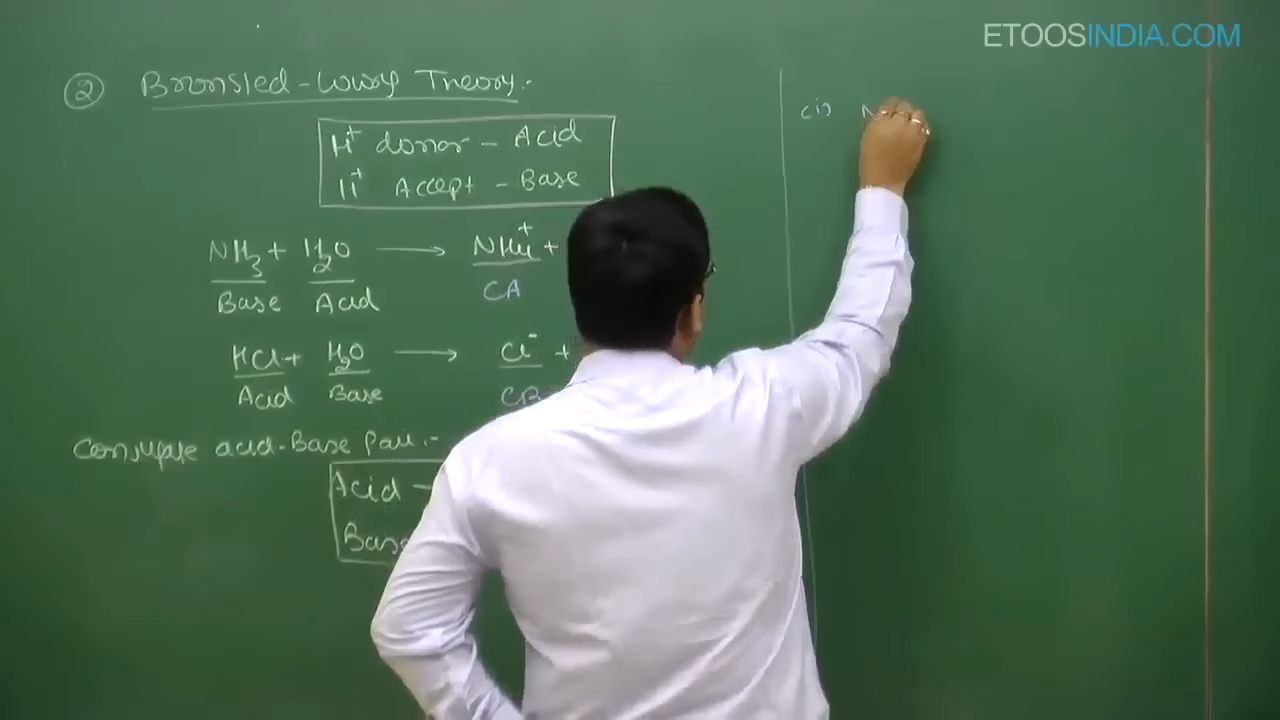 ETOOSINDIA.COM
② Bronsted-Lowry Theory:-
H⁺ donor - Acid
H⁺ Accept - Base
NH₃ + H₂O → NH₄⁺ +
Base Acid CA
HCl + H₂O → Cl⁻ +
Acid Base CB
Conjugate acid-Base Pair:-
Acid -
Base
(i) N